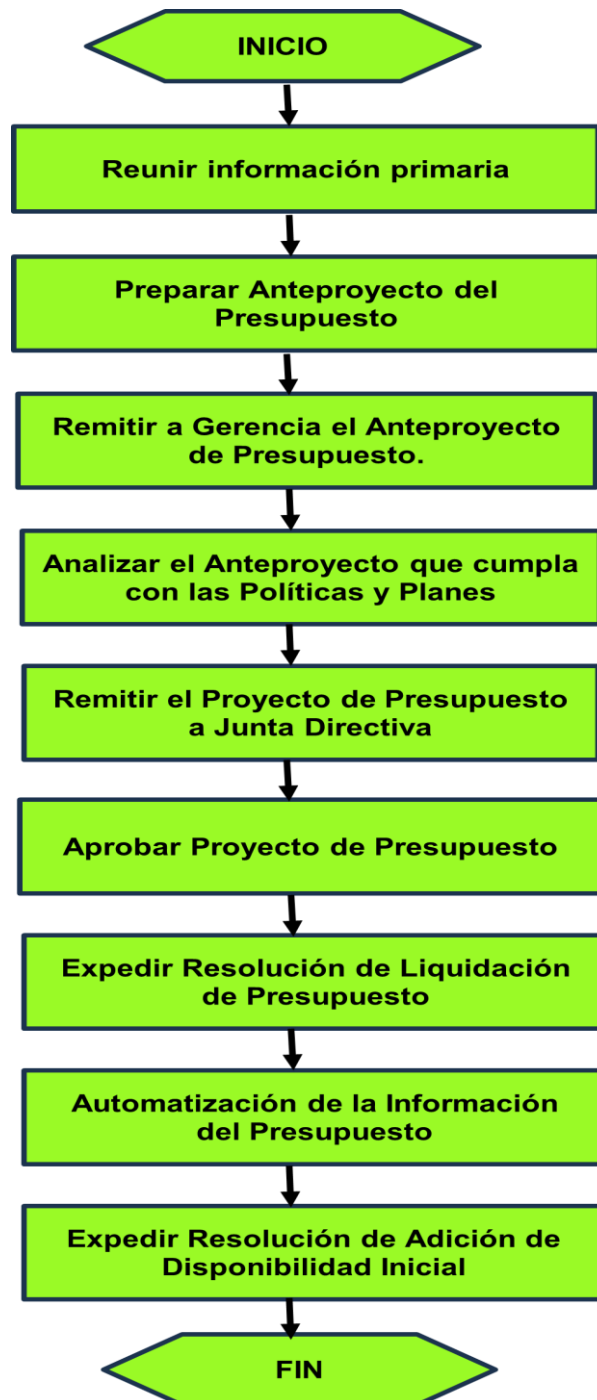 INICIO
Reunir información primaria
Preparar Anteproyecto del
Presupuesto
Remitir a Gerencia el Anteproyecto
de Presupuesto.
Analizar el Anteproyecto que cumpla
con las Políticas y Planes
Remitir el Proyecto de Presupuesto
a Junta Directiva
Aprobar Proyecto de Presupuesto
Expedir Resolución de Liquidación
de Presupuesto
Automatización de la Información
del Presupuesto
Expedir Resolución de Adición de
Disponibilidad Inicial
FIN